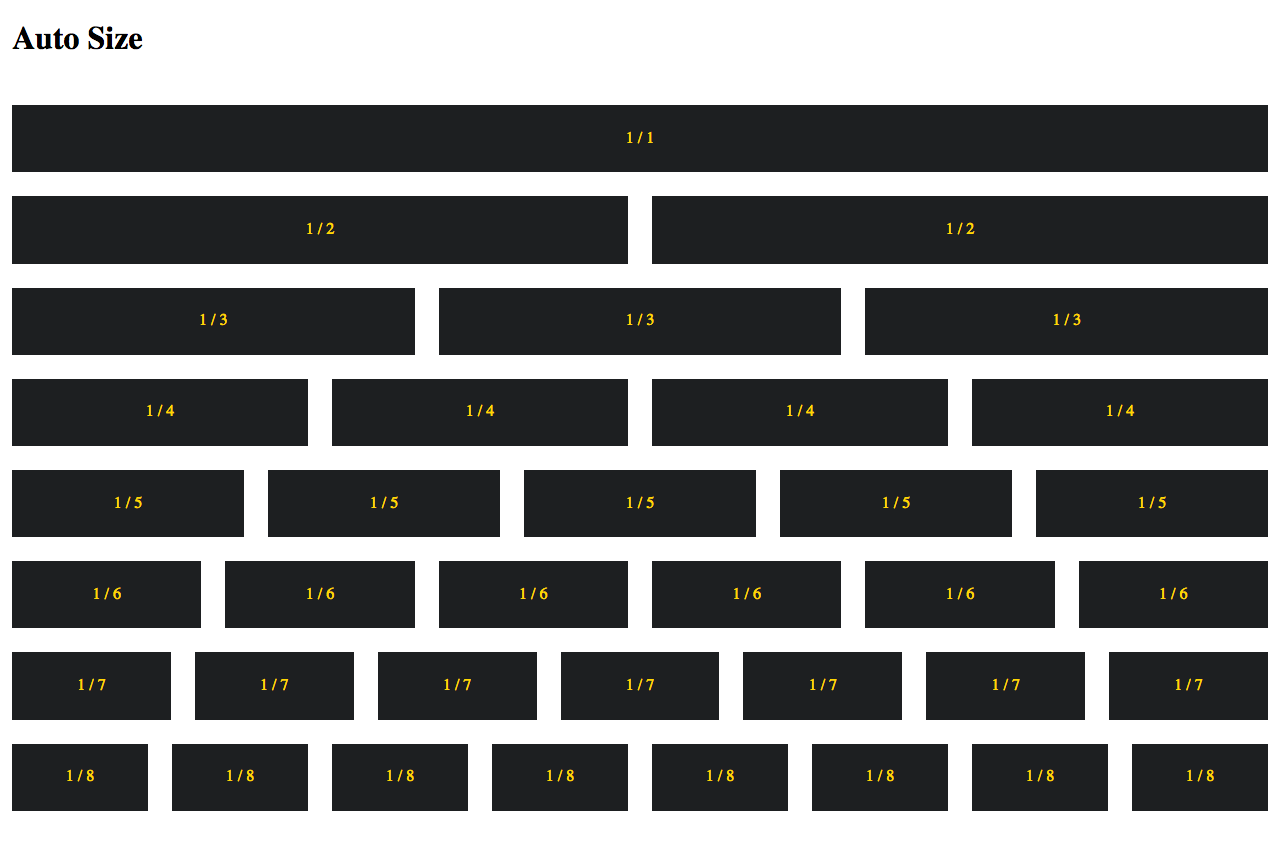 Auto Size
1 / 1
1 / 2 1 / 2
1 / 3 1 / 3 1 / 3
1 / 4 1 / 4 1 / 4 1 / 4
1 / 5 1 / 5 1 / 5 1 / 5 1 / 5
1 / 6 1 / 6 1 / 6 1 / 6 1 / 6 1 / 6
1 / 7 1 / 7 1 / 7 1 / 7 1 / 7 1 / 7 1 / 7
1 / 8 1 / 8 1 / 8 1 / 8 1 / 8 1 / 8 1 / 8 1 / 8